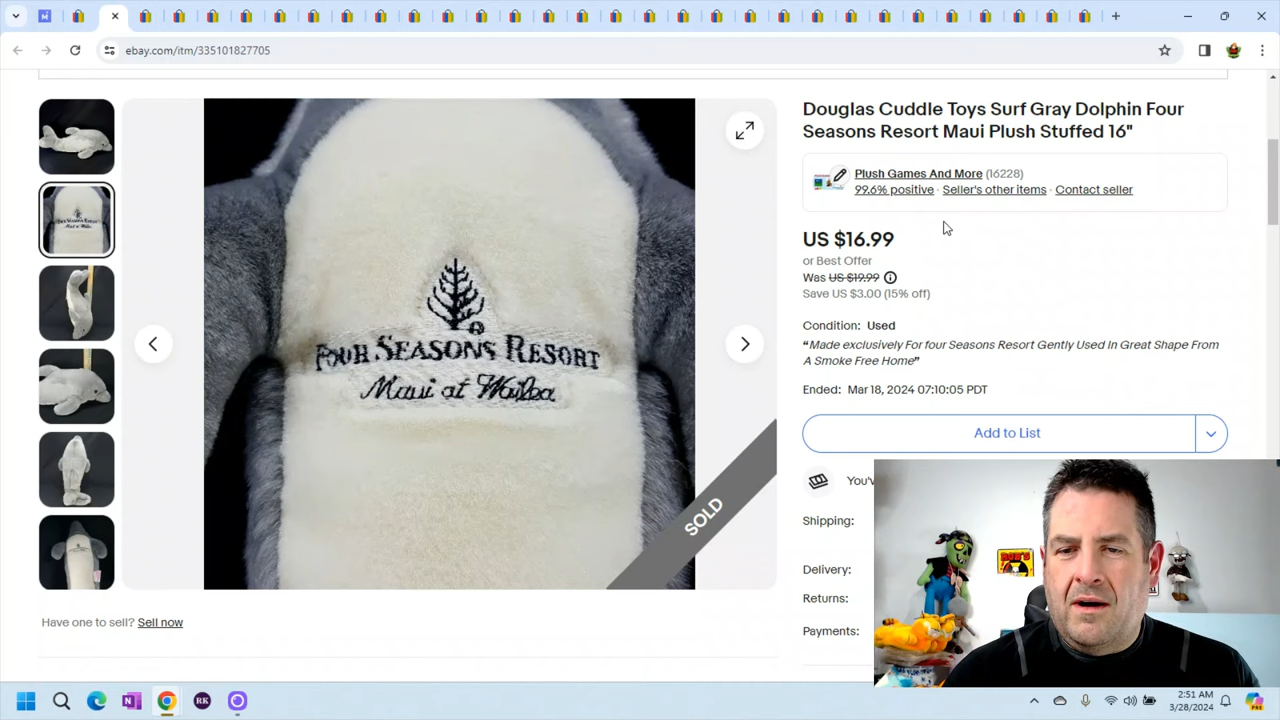 ebay.com/itm/335101827705
Douglas Cuddle Toys Surf Gray Dolphin Four
Seasons Resort Maui Plush Stuffed 16"
Plush Games And More (16228)
99.6% positive · Seller's other items · Contact seller
US $16.99
or Best Offer
Was US $19.99
Save US $3.00 (15% off)
Condition: Used
“Made exclusively For four Seasons Resort Gently Used In Great Shape From
A Smoke Free Home”
Ended: Mar 18, 2024 07:10:05 PDT
Add to List
You'v
Shipping:
Delivery:
Returns:
Payments:
FOUR SEASONS RESORT
Maui at Wailea
SOLD
Have one to sell? Sell now
ROB'S
2:51 AM
3/28/2024